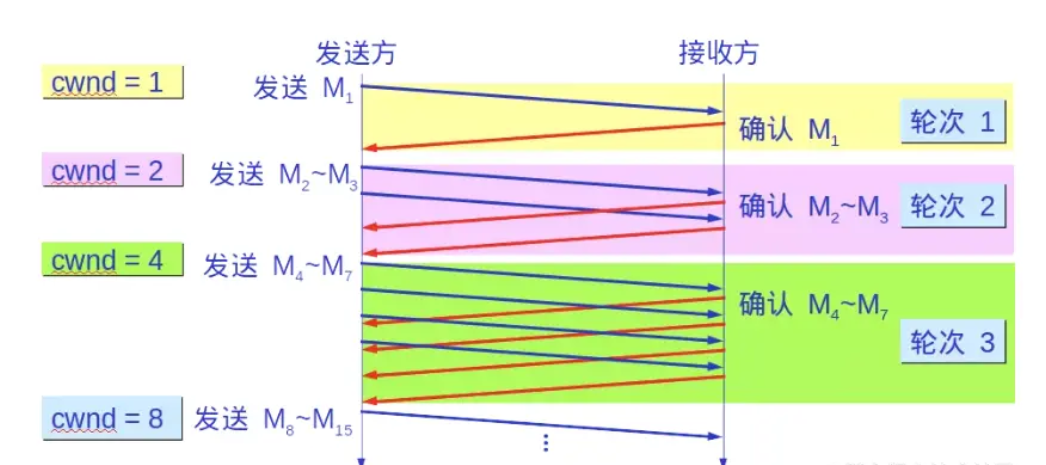 发送方 接收方
cwnd = 1
发送 M1
确认 M1
轮次 1
cwnd = 2
发送 M2~M3
确认 M2~M3
轮次 2
cwnd = 4
发送 M4~M7
确认 M4~M7
轮次 3
cwnd = 8
发送 M8~M15
⋮